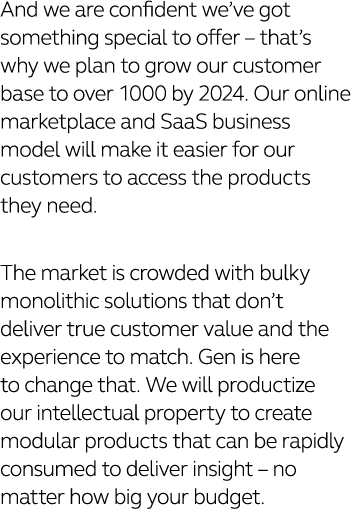 And we are confident we’ve got
something special to offer – that’s
why we plan to grow our customer
base to over 1000 by 2024. Our online
marketplace and SaaS business
model will make it easier for our
customers to access the products
they need.
The market is crowded with bulky
monolithic solutions that don’t
deliver true customer value and the
experience to match. Gen is here
to change that. We will productize
our intellectual property to create
modular products that can be rapidly
consumed to deliver insight – no
matter how big your budget.